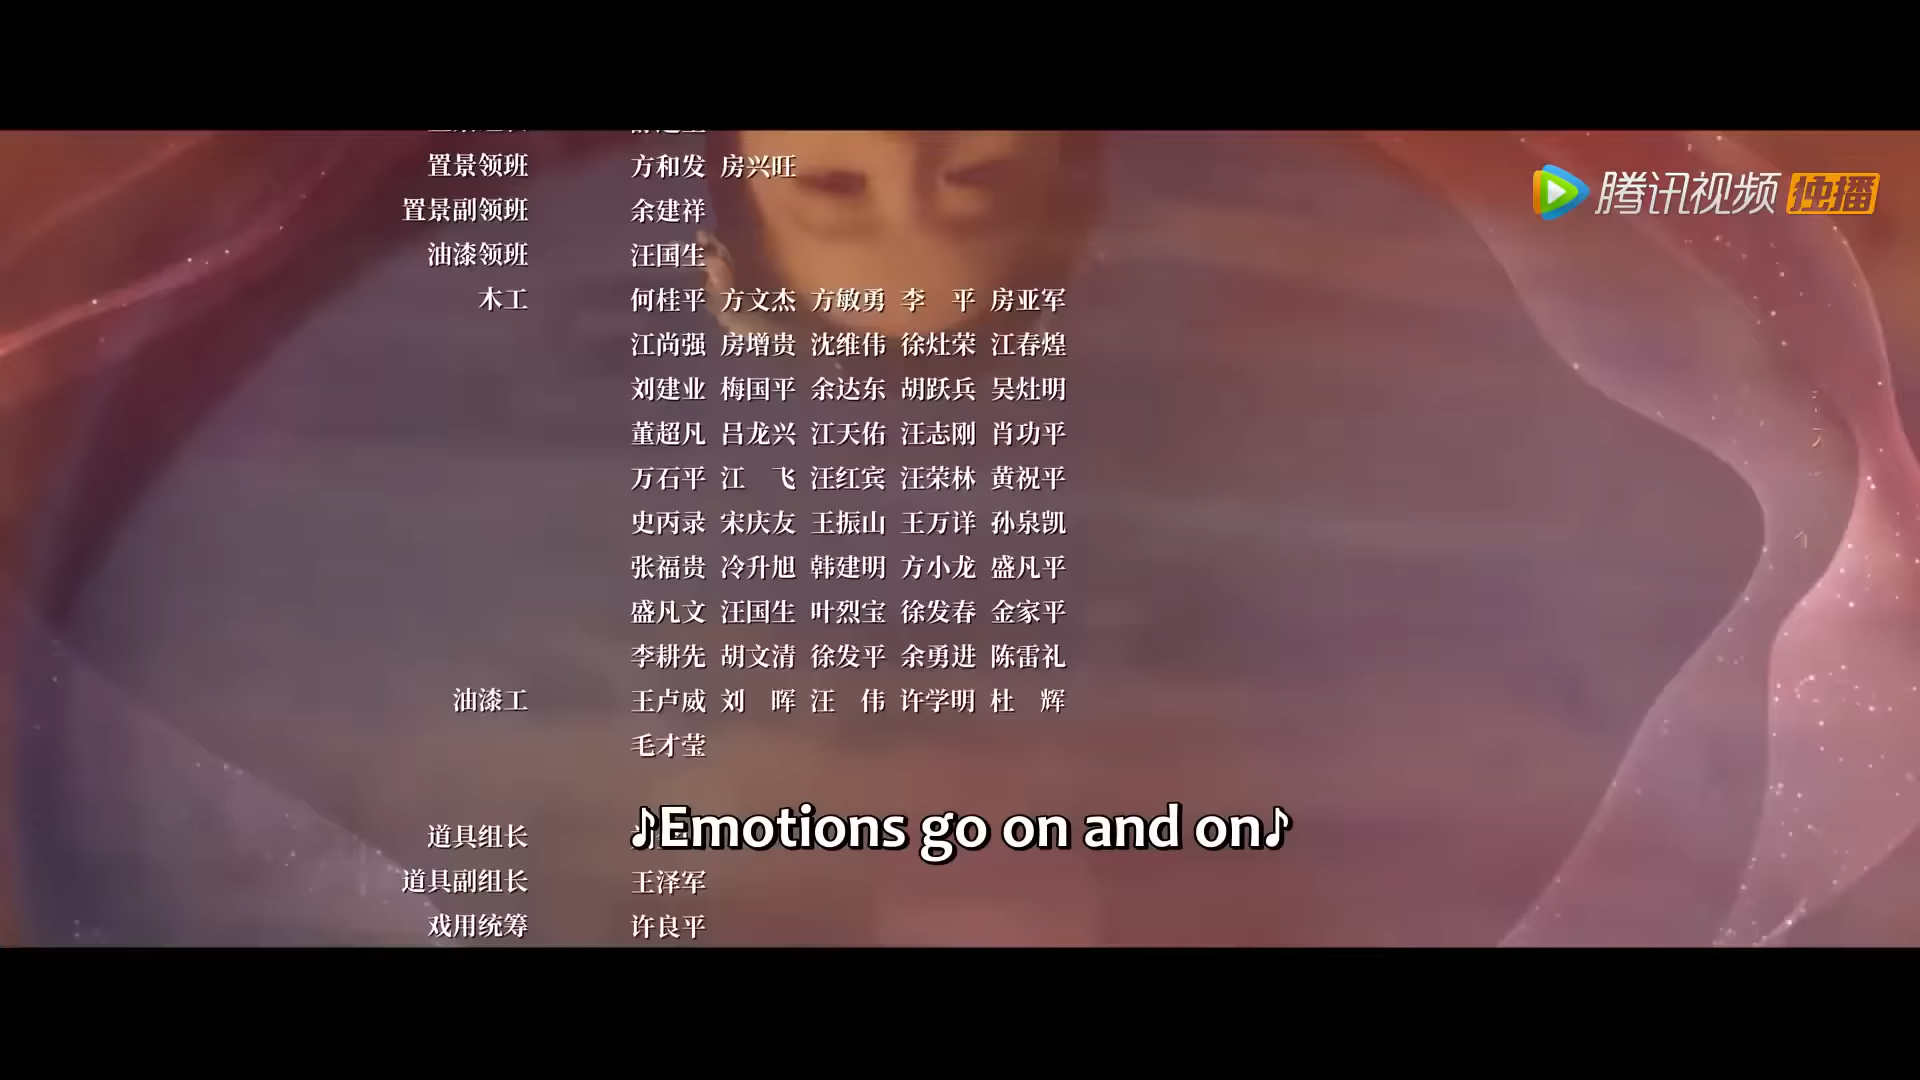 置景领班 方和发 房兴旺
腾讯视频 独播
置景副领班 余建祥
油漆领班 汪国生
木工 何桂平 方文杰 方敏勇 李 平 房亚军
江尚强 房增贵 沈维伟 徐灶荣 江春煌
刘建业 梅国平 余达东 胡跃兵 吴灶明
董超凡 吕龙兴 江天佑 汪志刚 肖功平
万石平 江 飞 汪红宾 汪荣林 黄祝平
史丙录 宋庆友 王振山 王万详 孙泉凯
张福贵 冷升旭 韩建明 方小龙 盛凡平
盛凡文 汪国生 叶烈宝 徐发春 金家平
李耕先 胡文清 徐发平 余勇进 陈雷礼
油漆工 王卢威 刘 晖 汪 伟 许学明 杜 辉
毛才莹
道具组长
♪Emotions go on and on♪
道具副组长 王泽军
戏用统筹 许良平